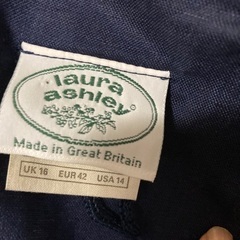 laura
ashley
Made in Great Britain
UK 16 EUR 42 USA 14